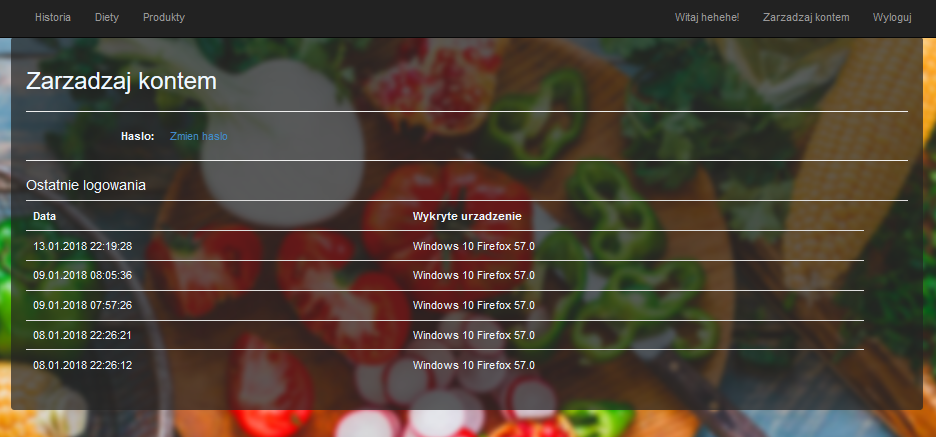 Historia Diety Produkty Witaj hehehe! Zarzadzaj kontem Wyloguj
Zarzadzaj kontem
Haslo: Zmien haslo
Ostatnie logowania
Data Wykryte urzadzenie
13.01.2018 22:19:28 Windows 10 Firefox 57.0
09.01.2018 08:05:36 Windows 10 Firefox 57.0
09.01.2018 07:57:26 Windows 10 Firefox 57.0
08.01.2018 22:26:21 Windows 10 Firefox 57.0
08.01.2018 22:26:12 Windows 10 Firefox 57.0